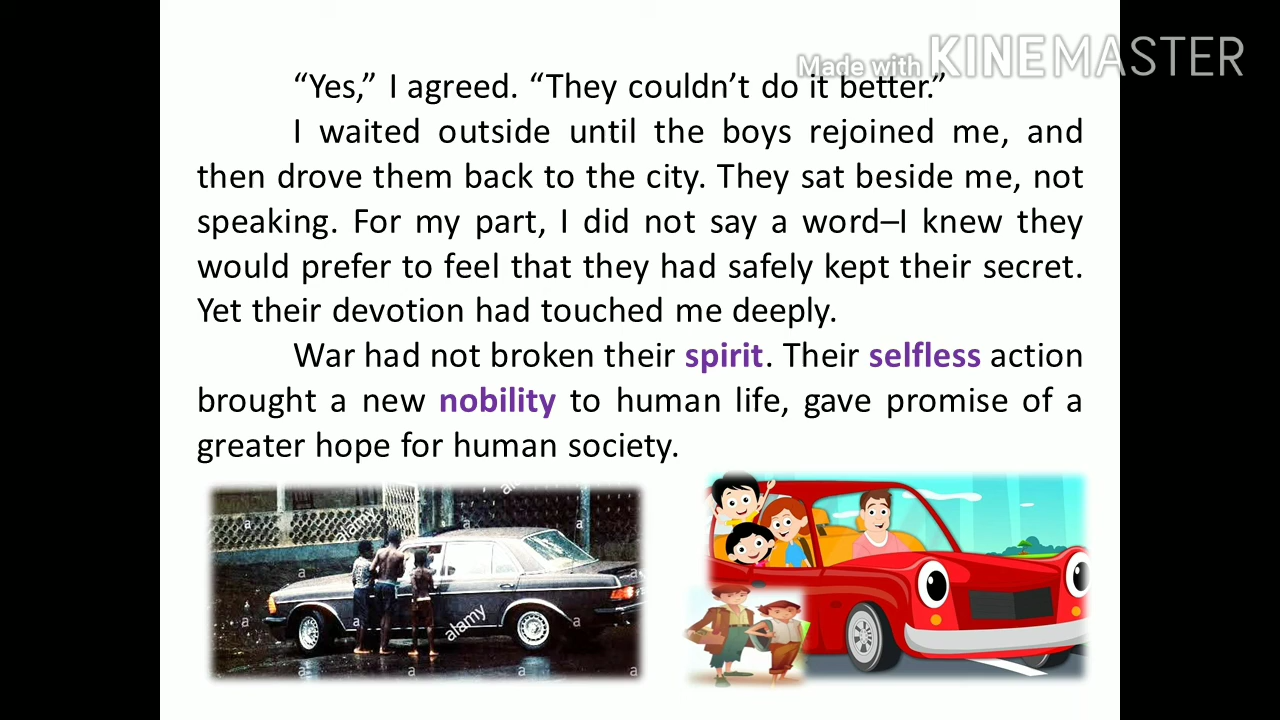 Made with KINEMASTER
“Yes,” I agreed. “They couldn’t do it better.”
I waited outside until the boys rejoined me, and
then drove them back to the city. They sat beside me, not
speaking. For my part, I did not say a word–I knew they
would prefer to feel that they had safely kept their secret.
Yet their devotion had touched me deeply.
War had not broken their spirit. Their selfless action
brought a new nobility to human life, gave promise of a
greater hope for human society.
alamy
a
a
a
alamy
a
a
a
a
a